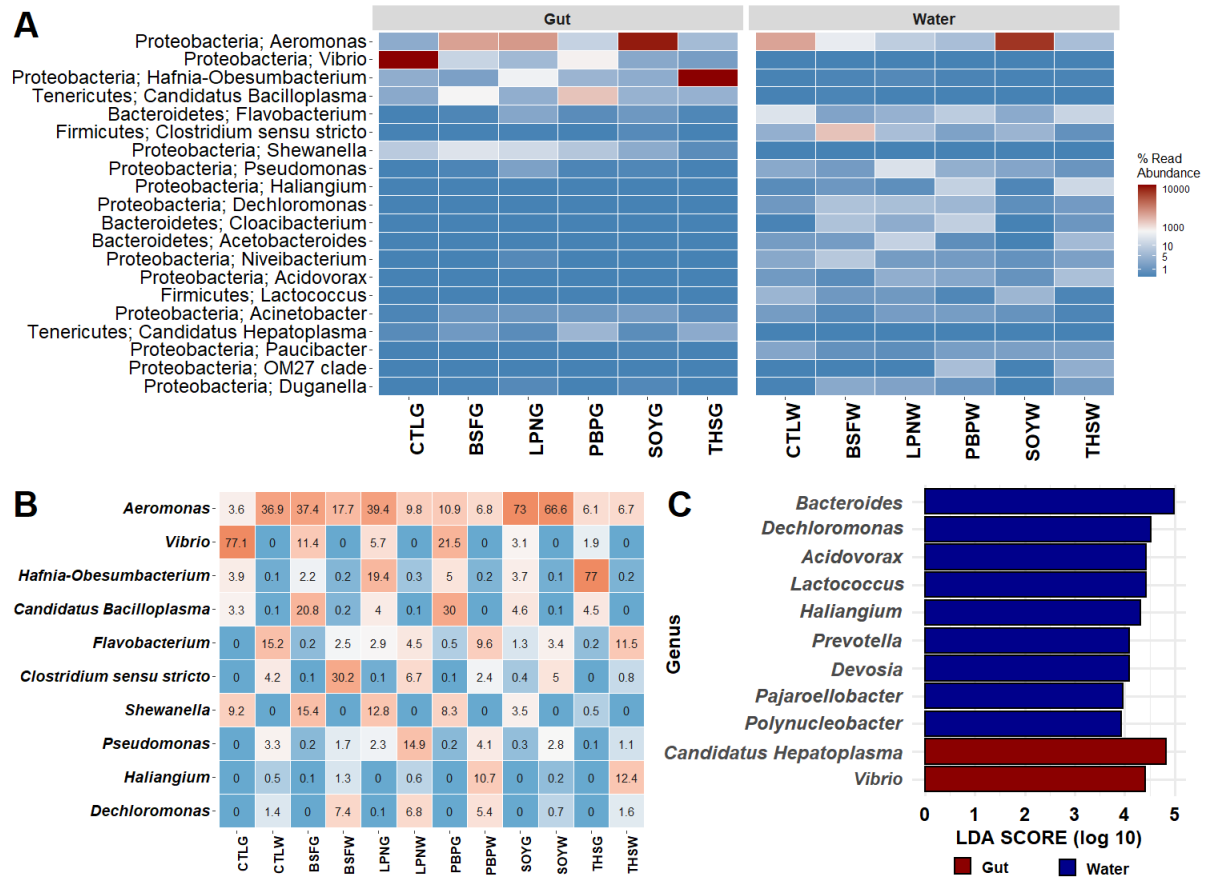 A
Gut
Water
Proteobacteria; Aeromonas
Proteobacteria; Vibrio
Proteobacteria; Hafnia-Obesumbacterium
Tenericutes; Candidatus Bacilloplasma
Bacteroidetes; Flavobacterium
Firmicutes; Clostridium sensu stricto
Proteobacteria; Shewanella
Proteobacteria; Pseudomonas
Proteobacteria; Haliangium
Proteobacteria; Dechloromonas
Bacteroidetes; Cloacibacterium
Bacteroidetes; Acetobacteroides
Proteobacteria; Niveibacterium
Proteobacteria; Acidovorax
Firmicutes; Lactococcus
Proteobacteria; Acinetobacter
Tenericutes; Candidatus Hepatoplasma
Proteobacteria; Paucibacter
Proteobacteria; OM27 clade
Proteobacteria; Duganella
CTLG BSFG LPNG PBPG SOYG THSG
CTLW BSFW LPNW PBPW SOYW THSW
% Read
Abundance
10000
1000
10
5
1
B
Aeromonas 3.6 36.9 37.4 17.7 39.4 9.8 10.9 6.8 73 66.6 6.1 6.7
Vibrio 77.1 0 11.4 0 5.7 0 21.5 0 3.1 0 1.9 0
Hafnia-Obesumbacterium 3.9 0.1 2.2 0.2 19.4 0.3 5 0.2 3.7 0.1 77 0.2
Candidatus Bacilloplasma 3.3 0.1 20.8 0.2 4 0.1 30 0 4.6 0.1 4.5 0
Flavobacterium 0 15.2 0.2 2.5 2.9 4.5 0.5 9.6 1.3 3.4 0.2 11.5
Clostridium sensu stricto 0 4.2 0.1 30.2 0.1 6.7 0.1 2.4 0.4 5 0 0.8
Shewanella 9.2 0 15.4 0 12.8 0 8.3 0 3.5 0 0.5 0
Pseudomonas 0 3.3 0.2 1.7 2.3 14.9 0.2 4.1 0.3 2.8 0.1 1.1
Haliangium 0 0.5 0.1 1.3 0 0.6 0 10.7 0 0.2 0 12.4
Dechloromonas 0 1.4 0 7.4 0.1 6.8 0 5.4 0 0.7 0 1.6
CTLG CTLW BSFG BSFW LPNG LPNW PBPG PBPW SOYG SOYW THSG THSW
C
Genus
Bacteroides
Dechloromonas
Acidovorax
Lactococcus
Haliangium
Prevotella
Devosia
Pajaroellobacter
Polynucleobacter
Candidatus Hepatoplasma
Vibrio
0 1 2 3 4 5
LDA SCORE (log 10)
Gut Water